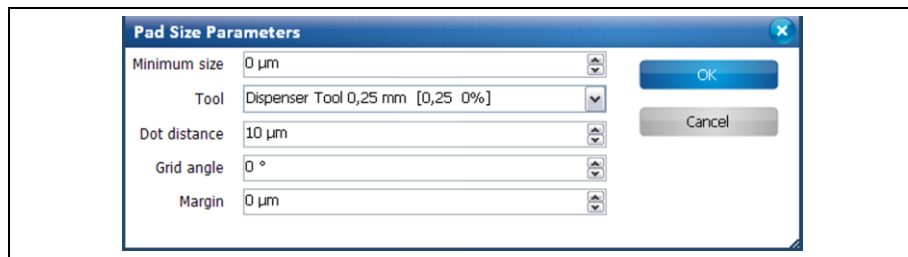 Pad Size Parameters
Minimum size 0 µm
OK
Tool Dispenser Tool 0,25 mm [0,25 0%]
Cancel
Dot distance 10 µm
Grid angle 0 °
Margin 0 µm